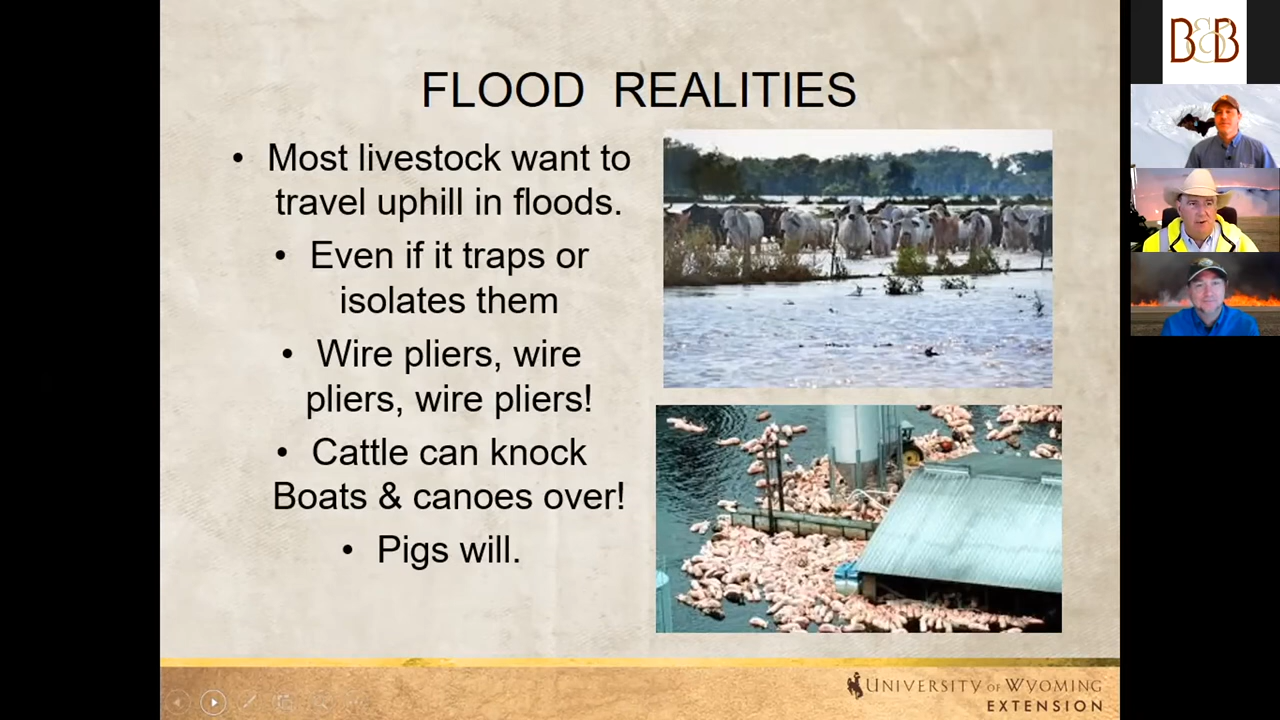 FLOOD REALITIES
• Most livestock want to
travel uphill in floods.
• Even if it traps or
isolates them
• Wire pliers, wire
pliers, wire pliers!
• Cattle can knock
Boats & canoes over!
• Pigs will.
UNIVERSITY OF WYOMING
EXTENSION
B&B